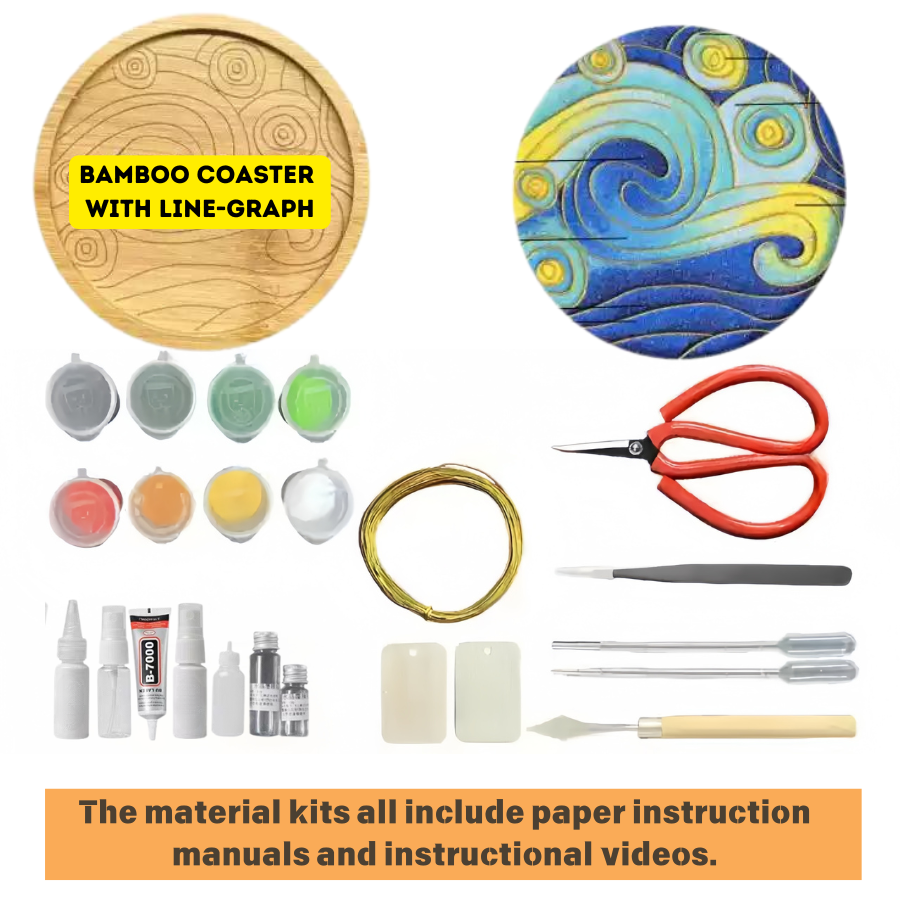 BAMBOO COASTER
WITH LINE-GRAPH
B-7000
The material kits all include paper instruction
manuals and instructional videos.